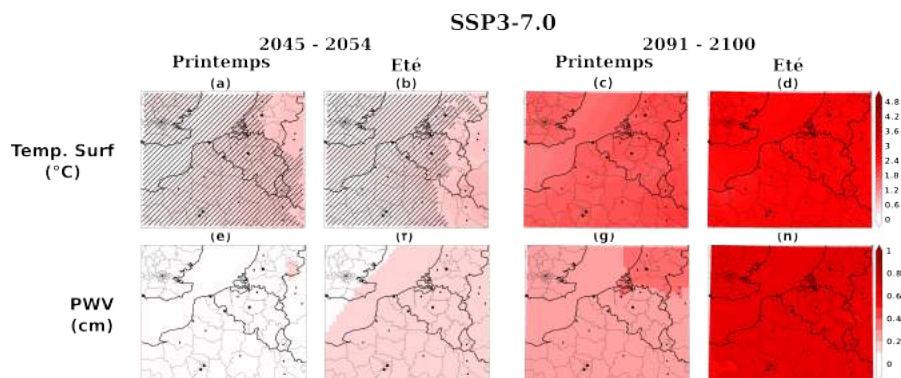 SSP3-7.0
2045 - 2054 2091 - 2100
Printemps Eté Printemps Eté
(a) (b) (c) (d)
Temp. Surf
(°C)
4.8
4.2
3.6
3
2.4
1.8
1.2
0.6
0
(e) (f) (g) (h)
PWV
(cm)
1
0.8
0.6
0.4
0.2
0